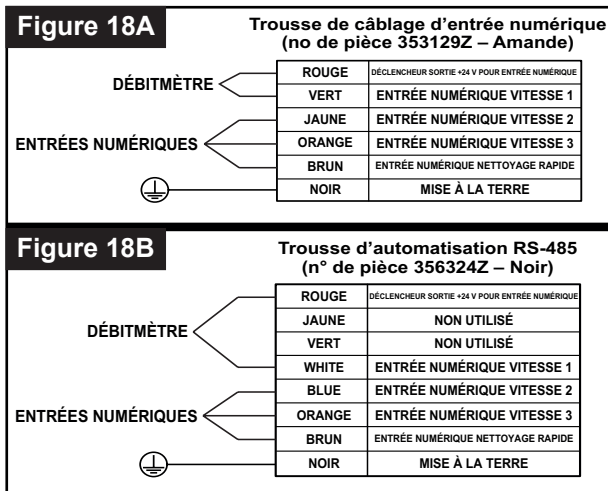 Figure 18A
Trousse de câblage d'entrée numérique
(no de pièce 353129Z – Amande)
DÉBITMÈTRE
ENTRÉES NUMÉRIQUES
ROUGE DÉCLENCHEUR SORTIE +24 V POUR ENTRÉE NUMÉRIQUE
VERT ENTRÉE NUMÉRIQUE VITESSE 1
JAUNE ENTRÉE NUMÉRIQUE VITESSE 2
ORANGE ENTRÉE NUMÉRIQUE VITESSE 3
BRUN ENTRÉE NUMÉRIQUE NETTOYAGE RAPIDE
NOIR MISE À LA TERRE
Figure 18B
Trousse d'automatisation RS-485
(n° de pièce 356324Z – Noir)
DÉBITMÈTRE
ENTRÉES NUMÉRIQUES
ROUGE DÉCLENCHEUR SORTIE +24 V POUR ENTRÉE NUMÉRIQUE
JAUNE NON UTILISÉ
VERT NON UTILISÉ
WHITE ENTRÉE NUMÉRIQUE VITESSE 1
BLUE ENTRÉE NUMÉRIQUE VITESSE 2
ORANGE ENTRÉE NUMÉRIQUE VITESSE 3
BRUN ENTRÉE NUMÉRIQUE NETTOYAGE RAPIDE
NOIR MISE À LA TERRE